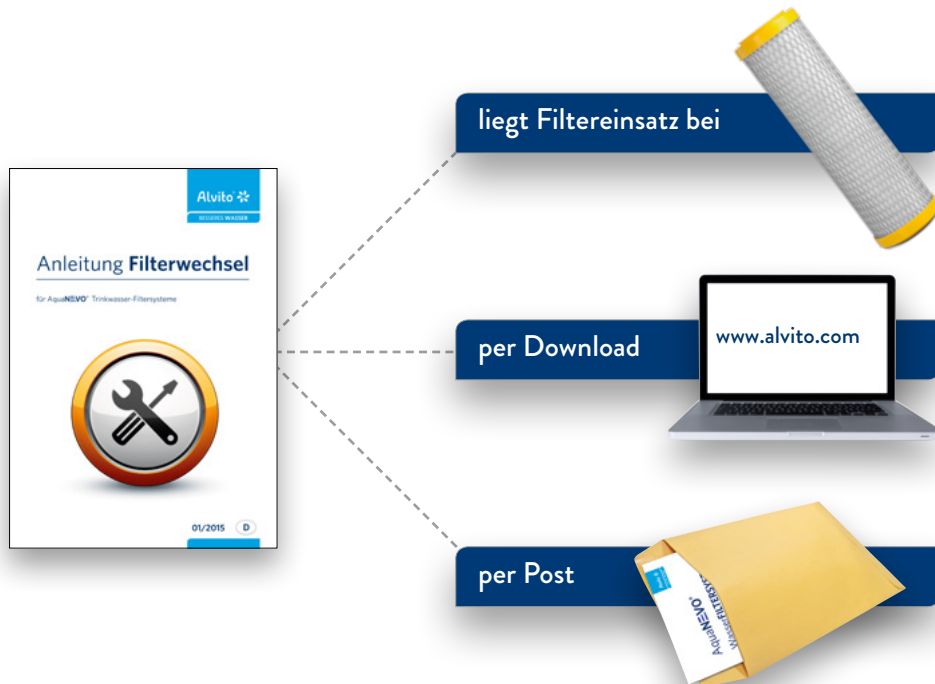 liegt Filtereinsatz bei
Alvito
BESSERES WASSER
Anleitung Filterwechsel
für AquaNEVO® Trinkwasser-Filtersysteme
per Download
www.alvito.com
01/2015 D
per Post
AquaNEVO®